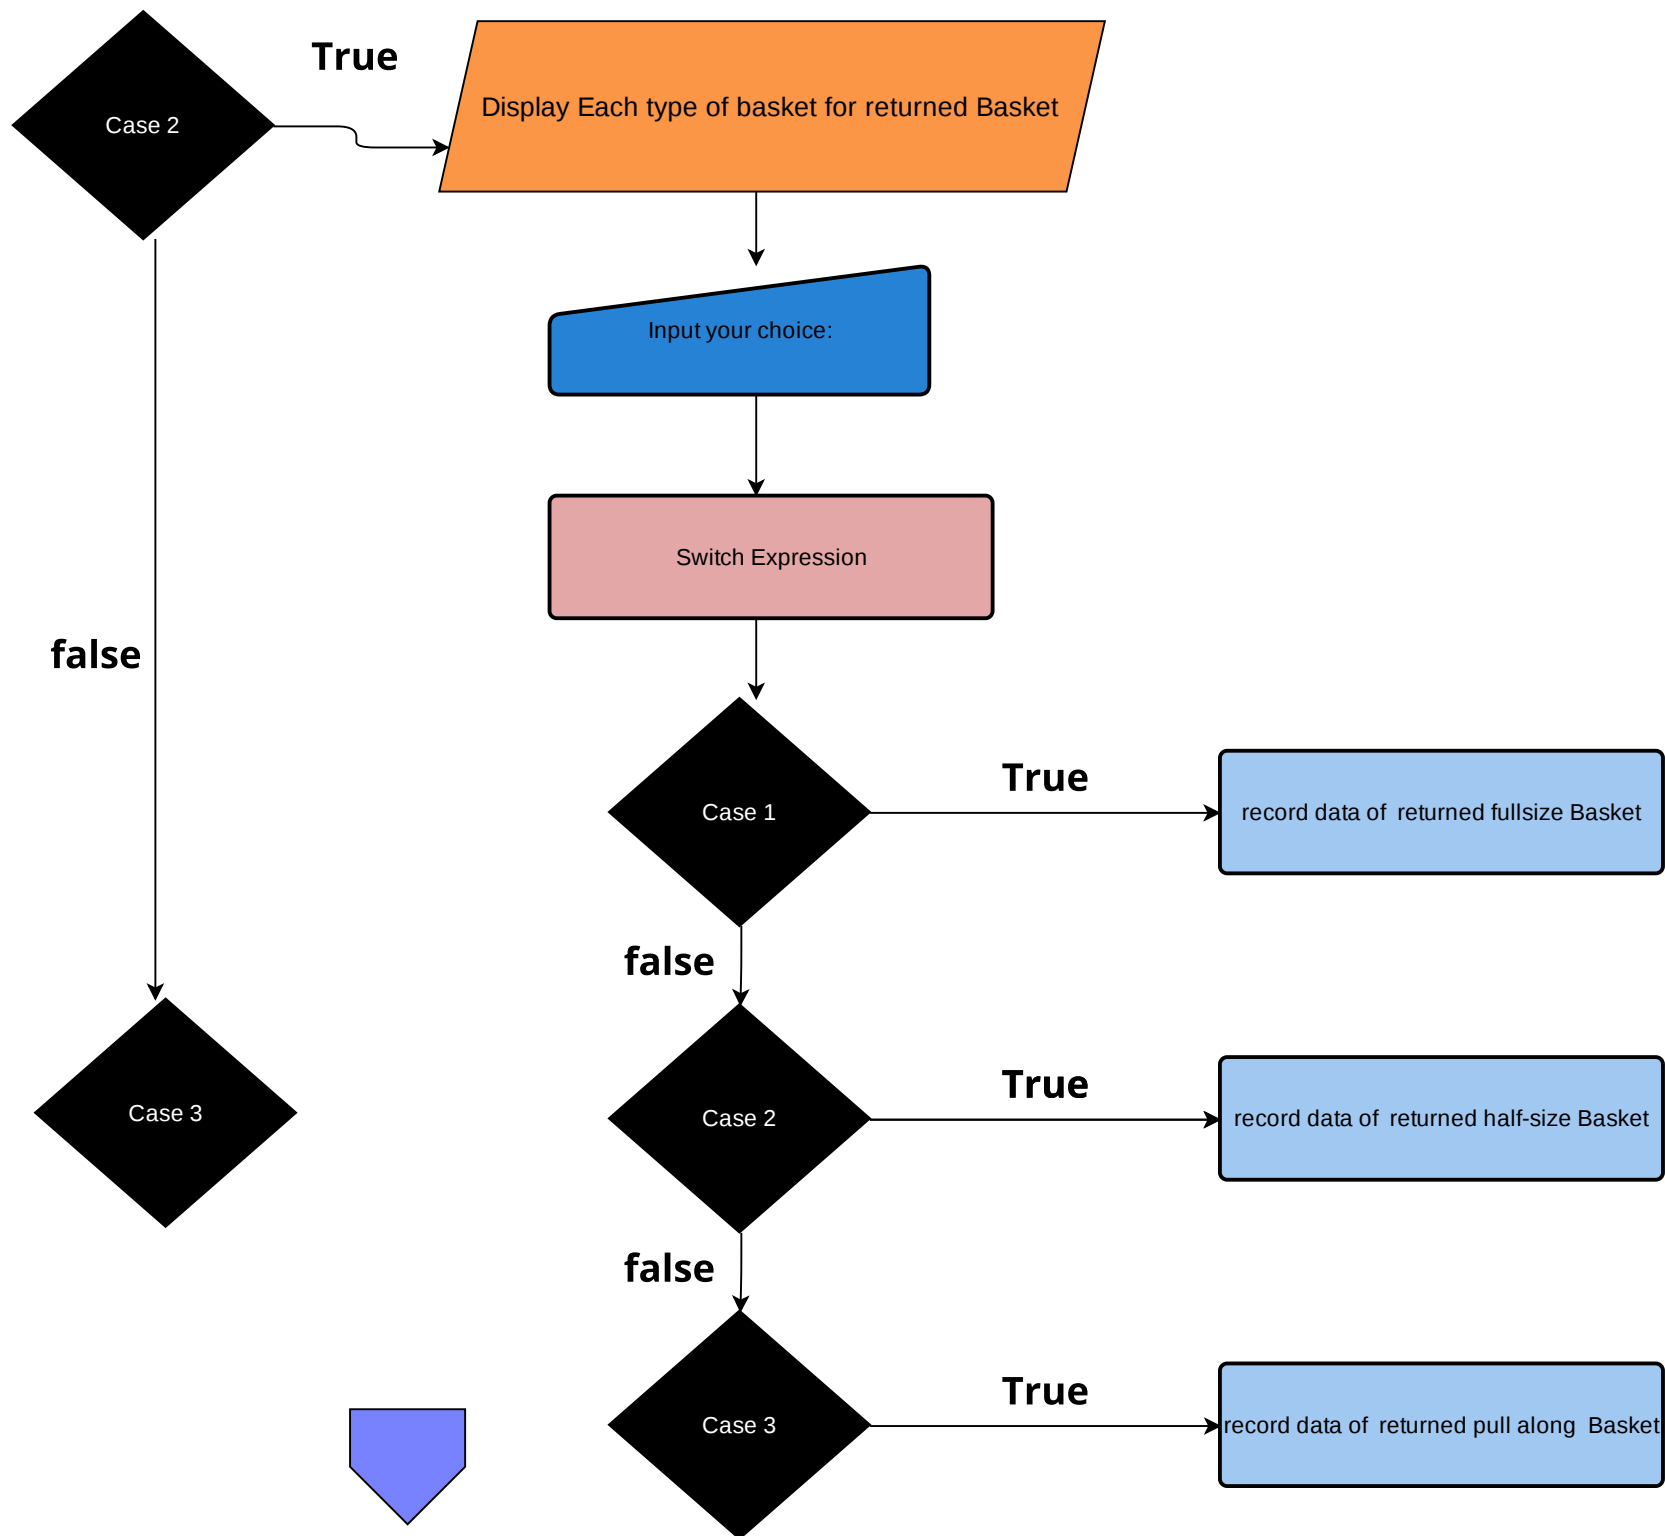 True
Case 2
Display Each type of basket for returned Basket
Input your choice:
Switch Expression
false
Case 1
True
record data of returned fullsize Basket
false
Case 3
Case 2
True
record data of returned half-size Basket
false
Case 3
True
record data of returned pull along Basket